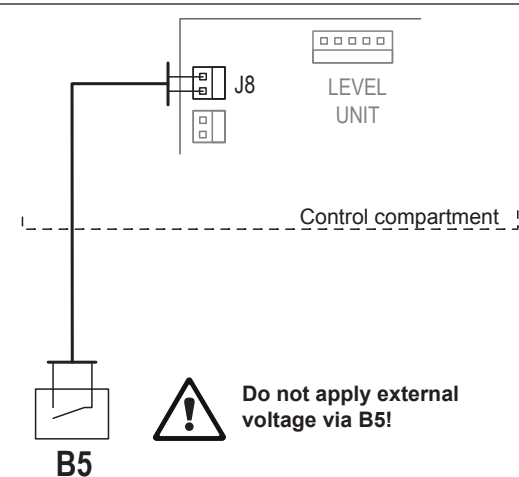 J8
LEVEL
UNIT
Control compartment
Do not apply external
voltage via B5!
B5